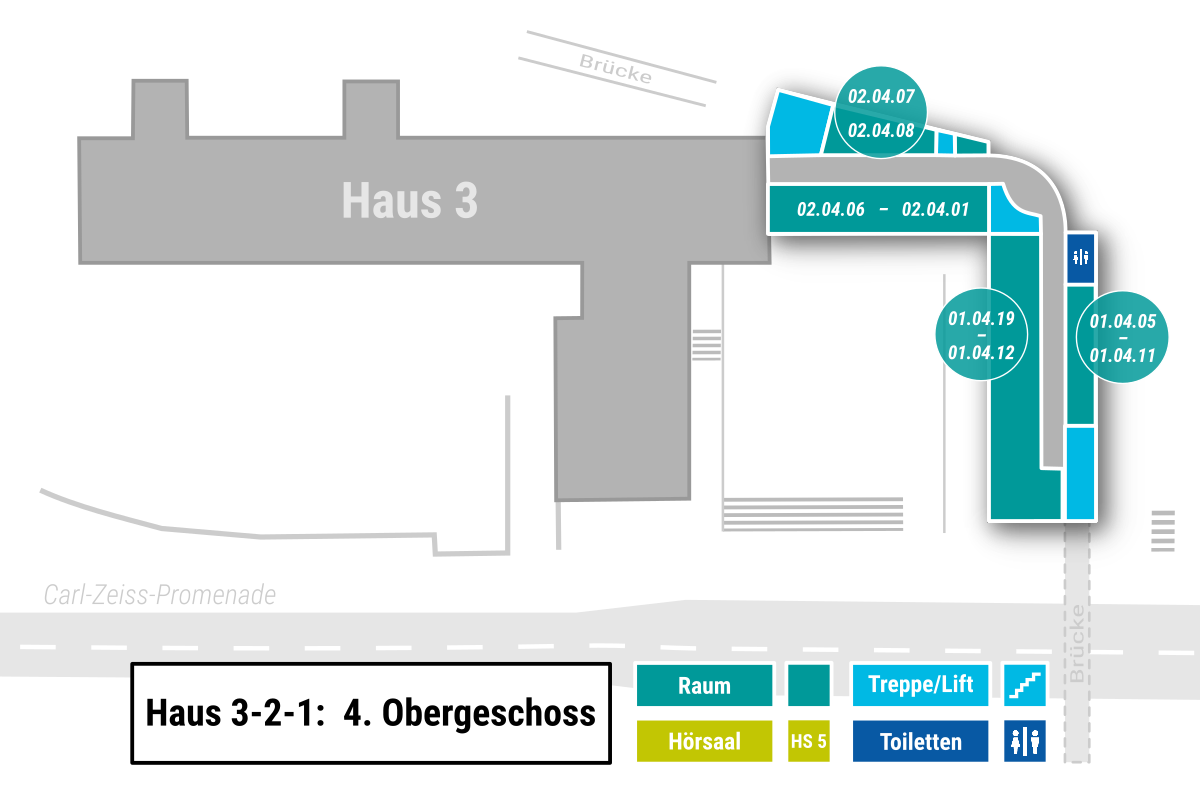 Brücke
02.04.07
02.04.08
Haus 3
02.04.06 – 02.04.01
01.04.19
–
01.04.12
01.04.05
–
01.04.11
Carl-Zeiss-Promenade
Brücke
Haus 3-2-1: 4. Obergeschoss
Raum
Treppe/Lift
Hörsaal
HS 5
Toiletten